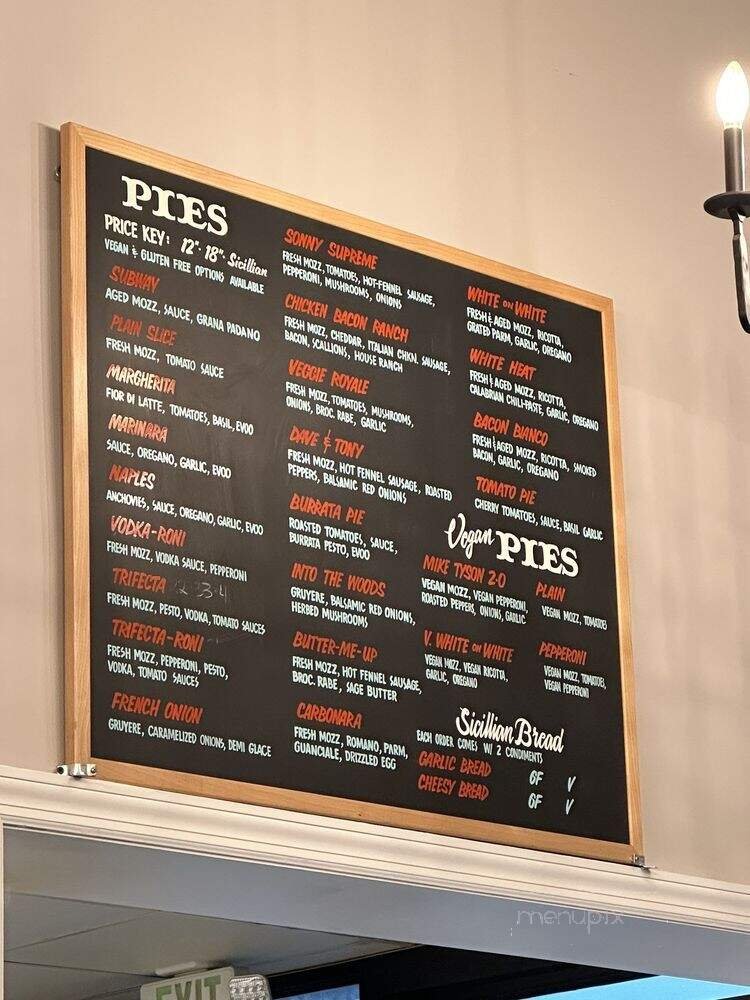 PIES
PRICE KEY: 12"· 18"· Sicillian
VEGAN & GLUTEN FREE OPTIONS AVAILABLE
SUBWAY
AGED MOZZ, SAUCE, GRANA PADANO
PLAIN SLICE
FRESH MOZZ, TOMATO SAUCE
MARGHERITA
FIOR DI LATTE, TOMATOES, BASIL, EVOO
MARINARA
SAUCE, OREGANO, GARLIC, EVOO
NAPLES
ANCHOVIES, SAUCE, OREGANO, GARLIC, EVOO
VODKA-RONI
FRESH MOZZ, VODKA SAUCE, PEPPERONI
TRIFECTA
FRESH MOZZ, PESTO, VODKA, TOMATO SAUCES
TRIFECTA-RONI
FRESH MOZZ, PEPPERONI, PESTO,
VODKA, TOMATO SAUCES
FRENCH ONION
GRUYERE, CARAMELIZED ONIONS, DEMI GLACE
SONNY SUPREME
FRESH MOZZ, TOMATOES, HOT-FENNEL SAUSAGE,
PEPPERONI, MUSHROOMS, ONIONS
CHICKEN BACON RANCH
FRESH MOZZ, CHEDDAR, ITALIAN CHKN. SAUSAGE,
BACON, SCALLIONS, HOUSE RANCH
VEGGIE ROYALE
FRESH MOZZ, TOMATOES, MUSHROOMS,
ONIONS, BROC. RABE, GARLIC
DAVE & TONY
FRESH MOZZ, HOT FENNEL SAUSAGE, ROASTED
PEPPERS, BALSAMIC RED ONIONS
BURRATA PIE
ROASTED TOMATOES, SAUCE,
BURRATA PESTO, EVOO
INTO THE WOODS
GRUYERE, BALSAMIC RED ONIONS,
HERBED MUSHROOMS
BUTTER-ME-UP
FRESH MOZZ, HOT FENNEL SAUSAGE,
BROC. RABE, SAGE BUTTER
CARBONARA
FRESH MOZZ, ROMANO, PARM,
GUANCIALE, DRIZZLED EGG
WHITE ON WHITE
FRESH & AGED MOZZ, RICOTTA,
GRATED PARM, GARLIC, OREGANO
WHITE HEAT
FRESH & AGED MOZZ, RICOTTA,
CALABRIAN CHILI-PASTE, GARLIC, OREGANO
BACON BIANCO
FRESH & AGED MOZZ, RICOTTA, SMOKED
BACON, GARLIC, OREGANO
TOMATO PIE
CHERRY TOMATOES, SAUCE, BASIL GARLIC
Vegan PIES
MIKE TYSON 2.0
VEGAN MOZZ, VEGAN PEPPERONI,
ROASTED PEPPERS, ONIONS, GARLIC
PLAIN
VEGAN MOZZ, TOMATOES
V. WHITE ON WHITE
VEGAN MOZZ, VEGAN RICOTTA,
GARLIC, OREGANO
PEPPERONI
VEGAN MOZZ, TOMATOES,
VEGAN PEPPERONI
Sicillian Bread
EACH ORDER COMES W/ 2 CONDIMENTS
GARLIC BREAD GF V
CHEESY BREAD GF V
menupix
EXIT